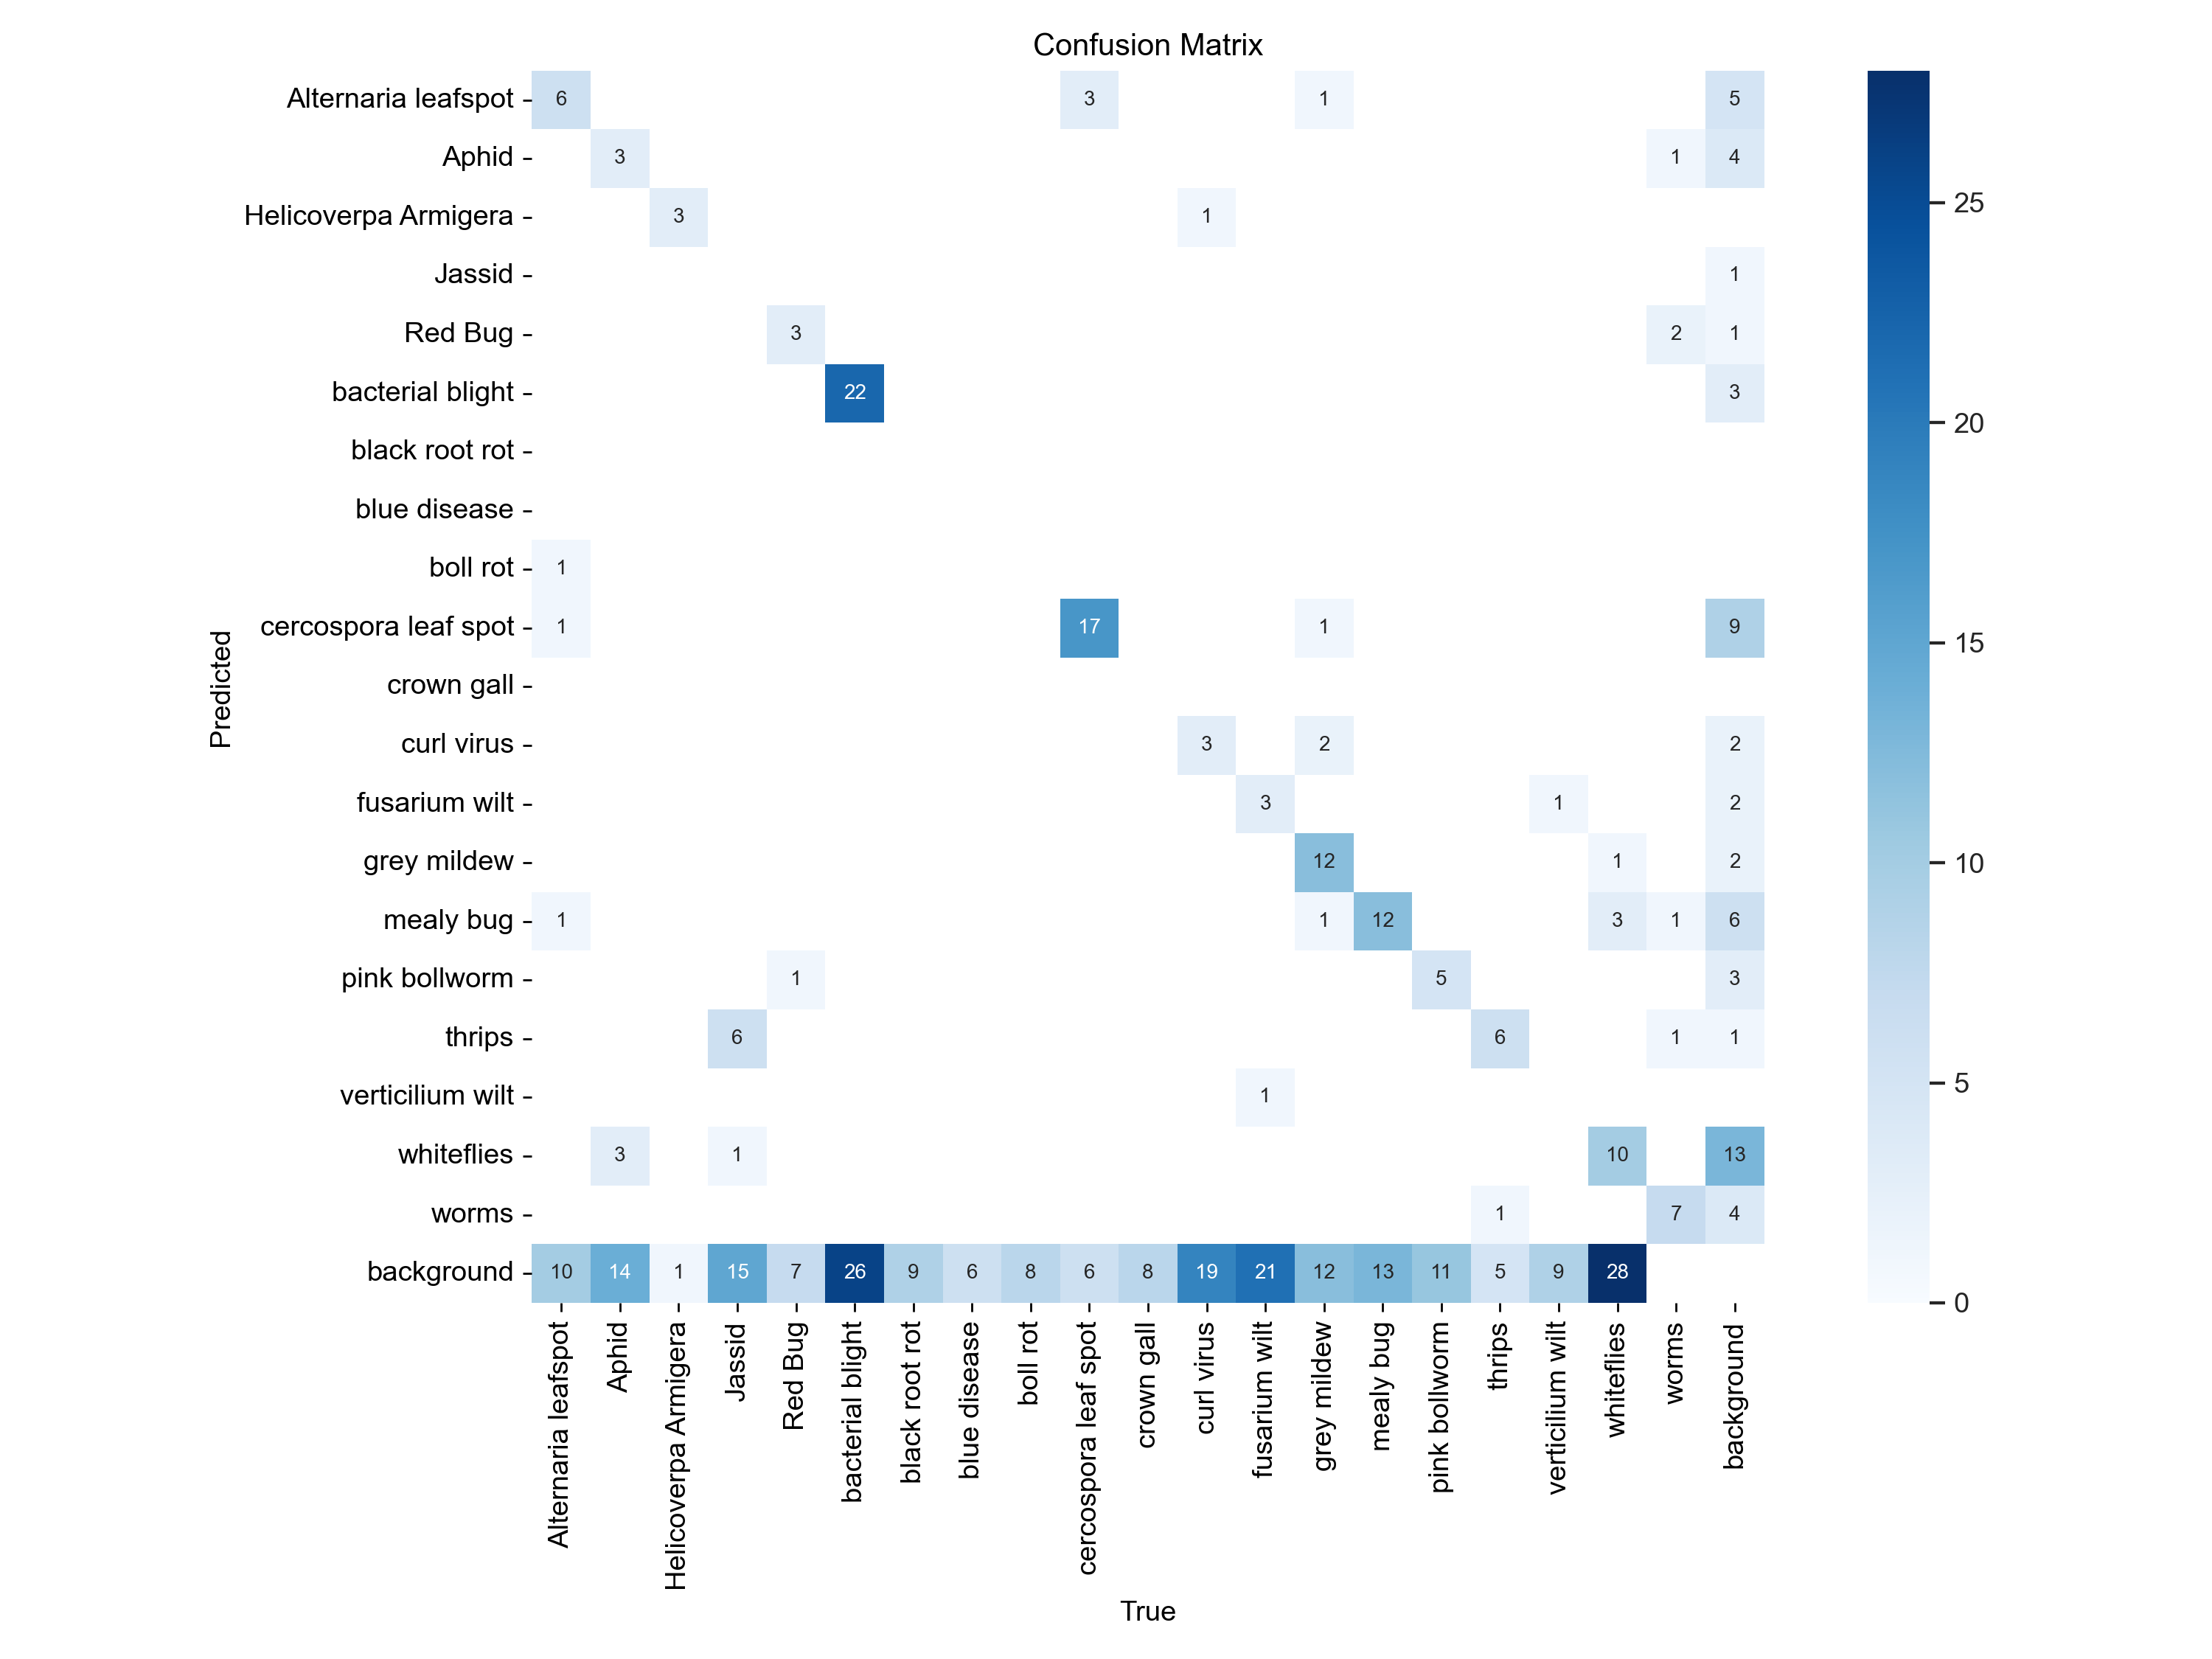 Confusion Matrix
Alternaria leafspot 6 3 1 5
Aphid 3 1 4
Helicoverpa Armigera 3 1
Jassid 1
Red Bug 3 2 1
bacterial blight 22 3
black root rot
blue disease
boll rot 1
cercospora leaf spot 1 17 1 9
crown gall
curl virus 3 2 2
fusarium wilt 3 1 2
grey mildew 12 1 2
mealy bug 1 1 12 3 1 6
pink bollworm 1 5 3
thrips 6 6 1 1
verticilium wilt 1
whiteflies 3 1 10 13
worms 1 7 4
background 10 14 1 15 7 26 9 6 8 6 8 19 21 12 13 11 5 9 28
Predicted
Alternaria leafspot
Aphid
Helicoverpa Armigera
Jassid
Red Bug
bacterial blight
black root rot
blue disease
boll rot
cercospora leaf spot
crown gall
curl virus
fusarium wilt
grey mildew
mealy bug
pink bollworm
thrips
verticilium wilt
whiteflies
worms
background
True
25
20
15
10
5
0